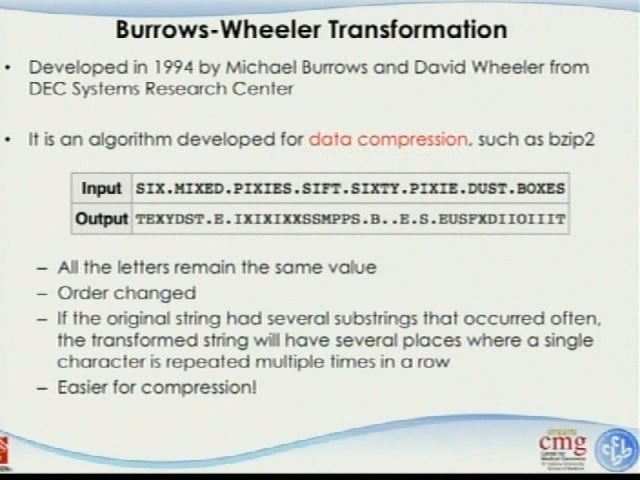 Burrows-Wheeler Transformation
• Developed in 1994 by Michael Burrows and David Wheeler from
DEC Systems Research Center
• It is an algorithm developed for data compression, such as bzip2
Input SIX.MIXED.PIXIES.SIFT.SIXTY.PIXIE.DUST.BOXES
Output TEXYDST.E.IXIXIXXSSMPPS.B..E.S.EUSFXDIIOIIIT
– All the letters remain the same value
– Order changed
– If the original string had several substrings that occurred often,
the transformed string will have several places where a single
character is repeated multiple times in a row
– Easier for compression!
cmg